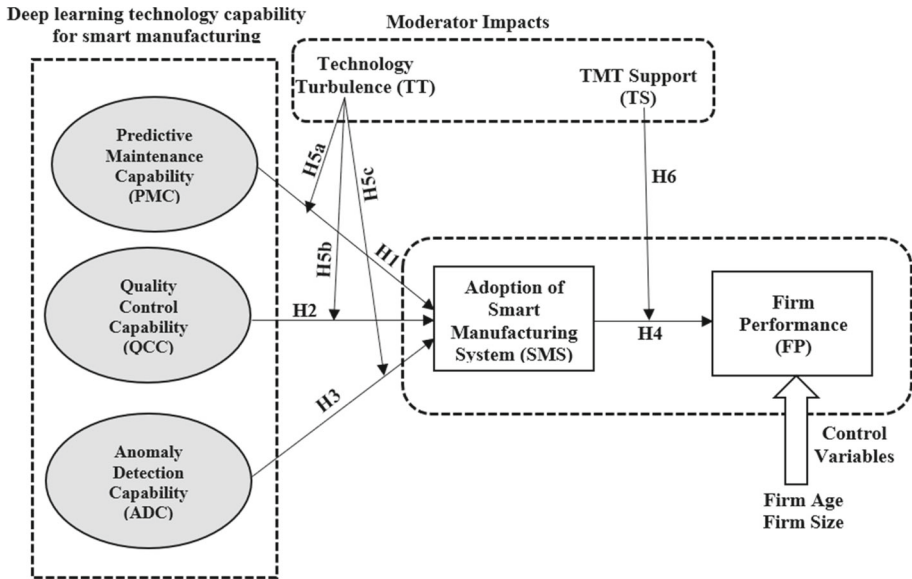 Deep learning technology capability
for smart manufacturing
Moderator Impacts
Technology
Turbulence (TT)
TMT Support
(TS)
Predictive
Maintenance
Capability
(PMC)
H5a
H5c
H6
H5b
H1
Quality
Control
Capability
(QCC)
H2
Adoption of
Smart
Manufacturing
System (SMS)
H4
Firm
Performance
(FP)
H3
Anomaly
Detection
Capability
(ADC)
Control
Variables
Firm Age
Firm Size